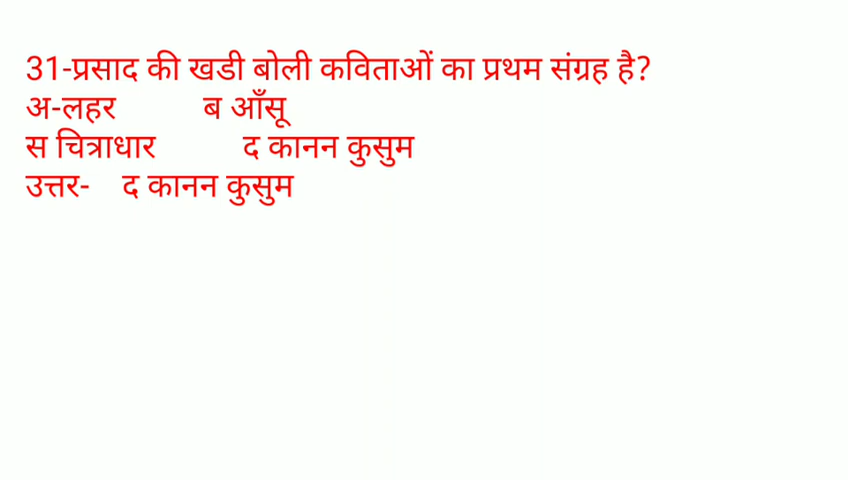 31-प्रसाद की खडी बोली कविताओं का प्रथम संग्रह है?
अ-लहर ब आँसू
स चित्राधार द कानन कुसुम
उत्तर- द कानन कुसुम